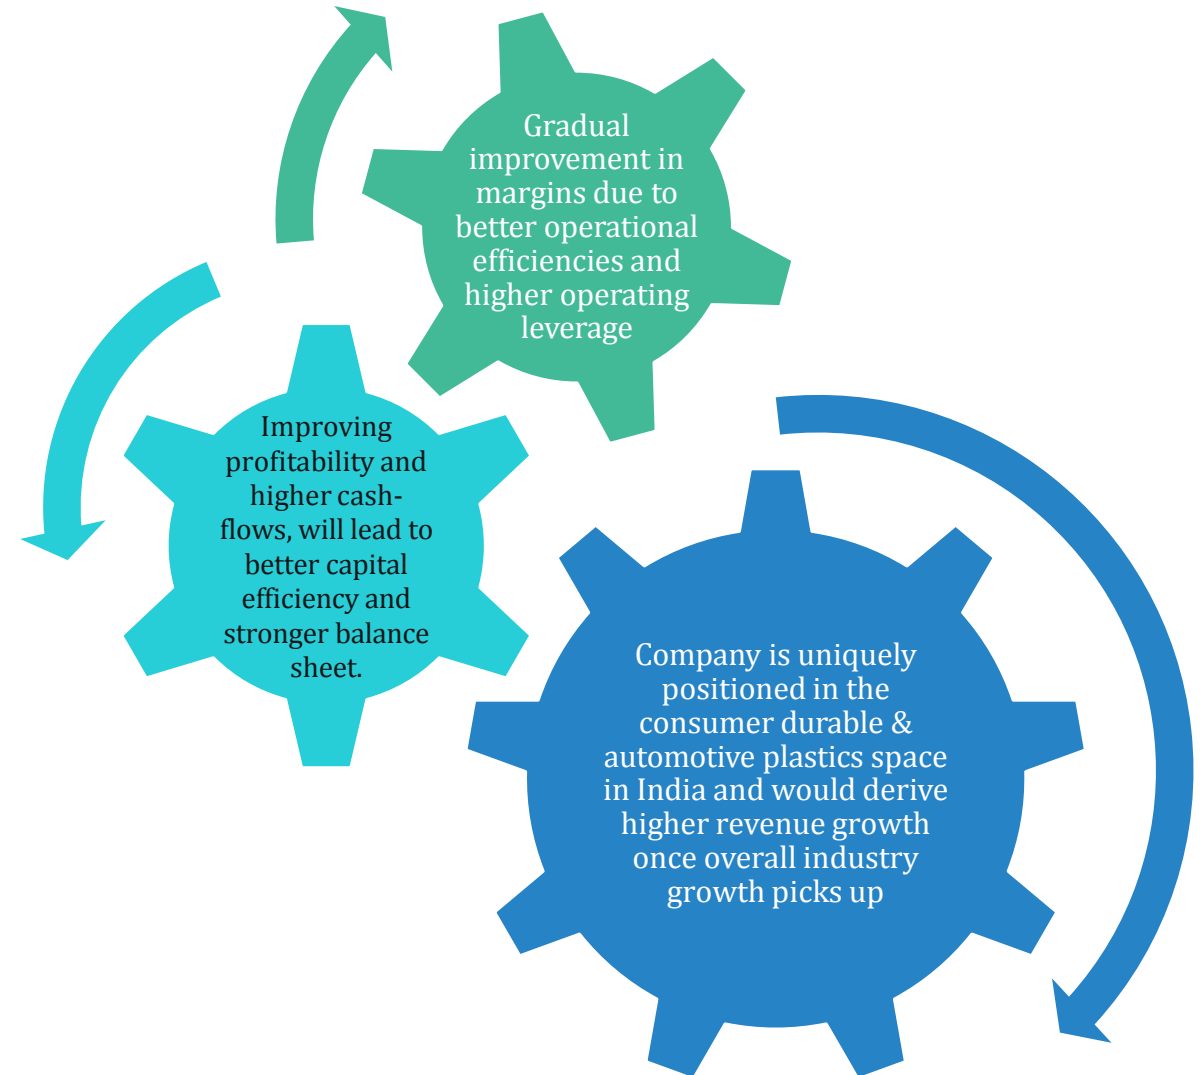 Gradual
improvement in
margins due to
better operational
efficiencies and
higher operating
leverage
Improving
profitability and
higher cash-
flows, will lead to
better capital
efficiency and
stronger balance
sheet.
Company is uniquely
positioned in the
consumer durable &
automotive plastics space
in India and would derive
higher revenue growth
once overall industry
growth picks up